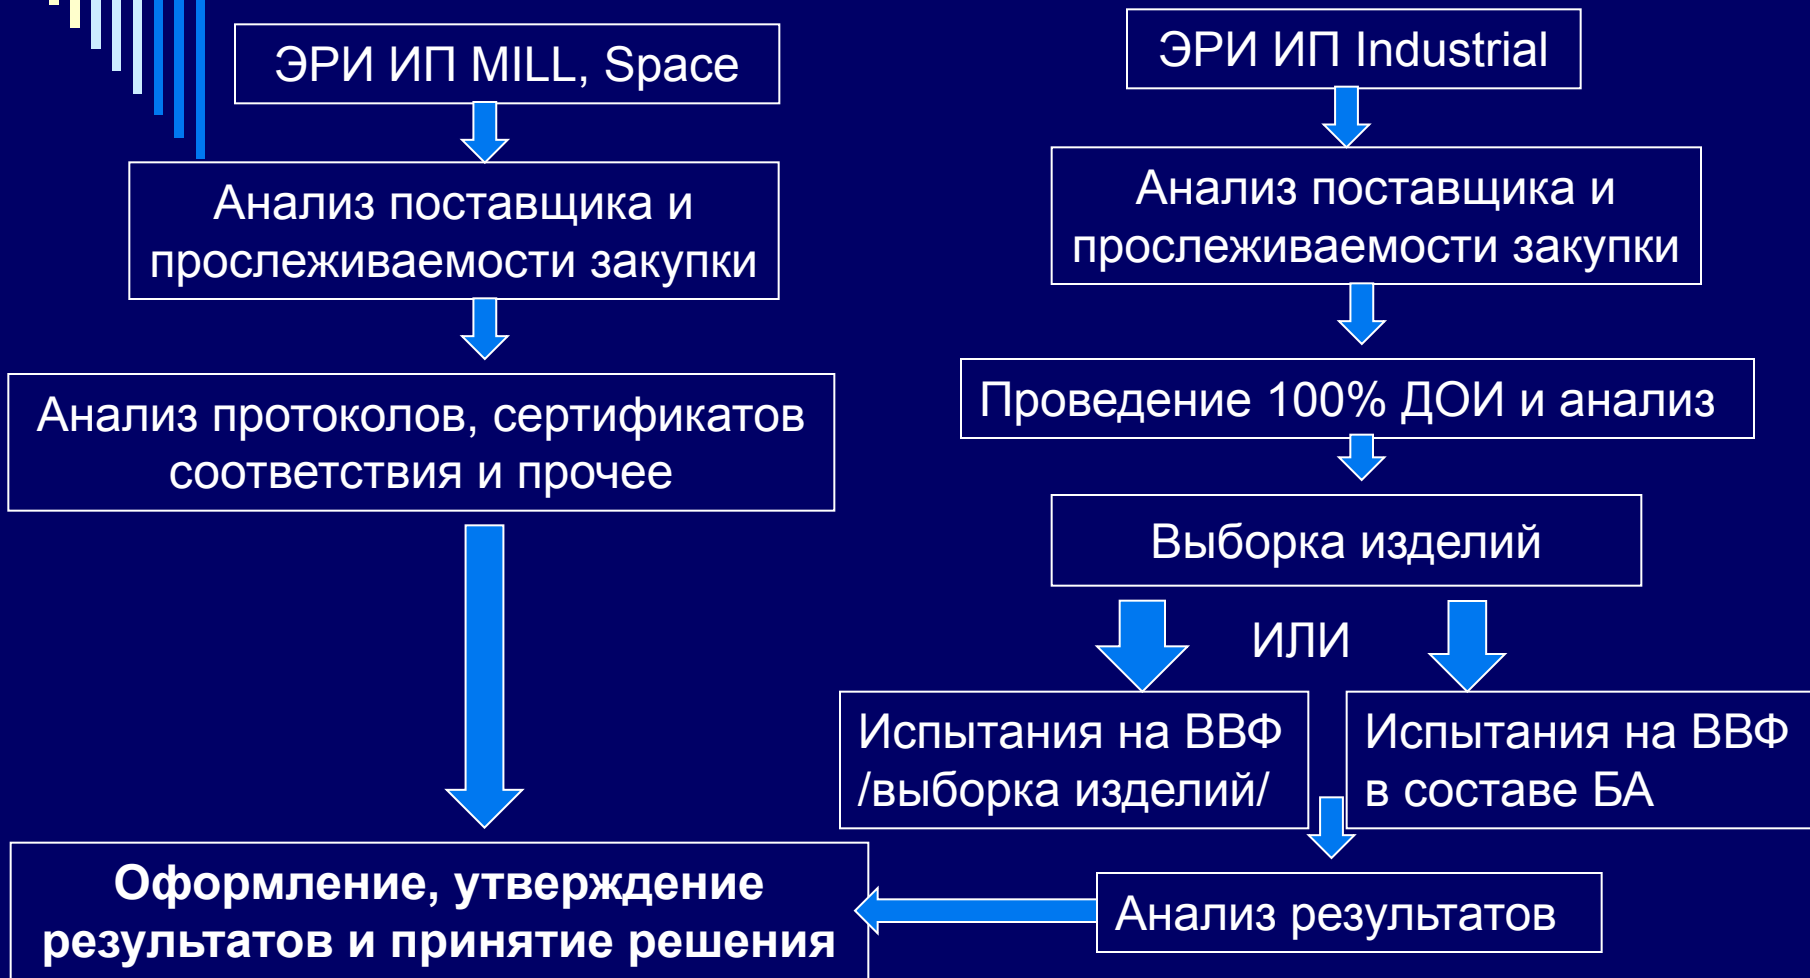 ЭРИ ИП MILL, Space
Анализ поставщика и
прослеживаемости закупки
Анализ протоколов, сертификатов
соответствия и прочее
ЭРИ ИП Industrial
Анализ поставщика и
прослеживаемости закупки
Проведение 100% ДОИ и анализ
Выборка изделий
ИЛИ
Испытания на ВВФ
/выборка изделий/
Испытания на ВВФ
в составе БА
Анализ результатов
Оформление, утверждение
результатов и принятие решения